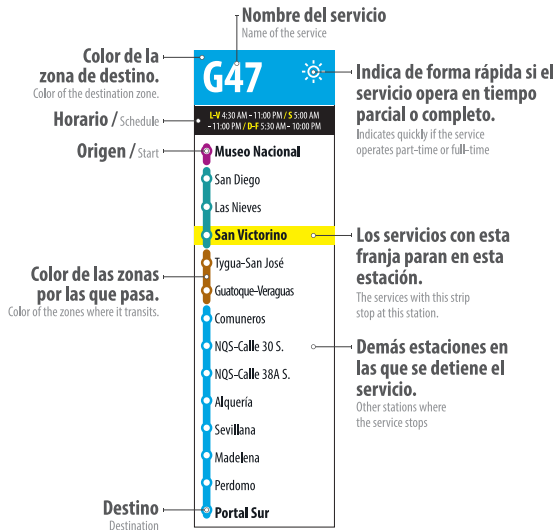 Nombre del servicio
Name of the service
Color de la
zona de destino.
Color of the destination zone.
G47
Indica de forma rápida si el
servicio opera en tiempo
parcial o completo.
Indicates quickly if the service
operates part-time or full-time
Horario / Schedule
L-V 4:30 AM - 11:00 PM / S 5:00 AM
- 11:00 PM / D-F 5:30 AM - 10:00 PM
Origen / Start
Museo Nacional
San Diego
Las Nieves
San Victorino
Los servicios con esta
franja paran en esta
estación.
The services with this strip
stop at this station.
Color de las zonas
por las que pasa.
Color of the zones where it transits.
Tygua-San José
Guatoque-Veraguas
Comuneros
NQS-Calle 30 S.
Demás estaciones en
las que se detiene el
servicio.
Other stations where
the service stops
NQS-Calle 38A S.
Alquería
Sevillana
Madelena
Perdomo
Destino
Destination
Portal Sur